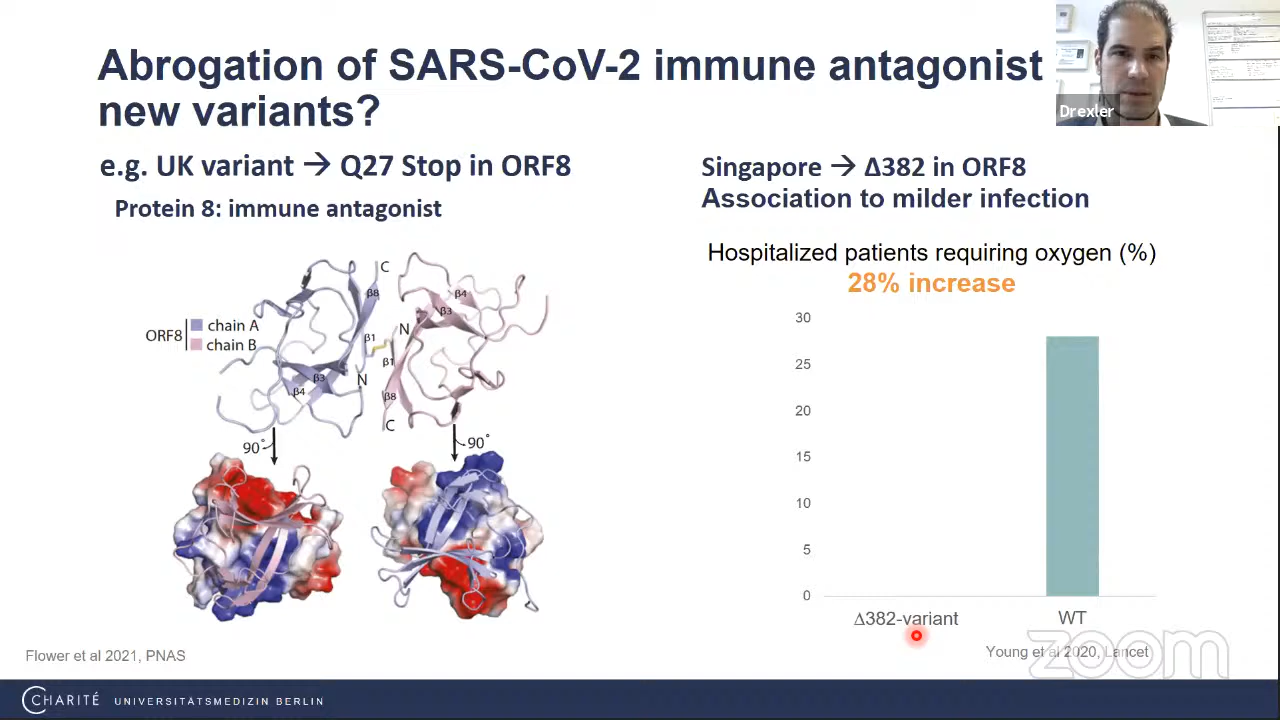 Abrogation of SARS-CoV-2 immune antagonist
new variants?
Drexler
e.g. UK variant → Q27 Stop in ORF8
Protein 8: immune antagonist
Singapore → Δ382 in ORF8
Association to milder infection
Hospitalized patients requiring oxygen (%)
28% increase
ORF8
chain A
chain B
C
β8
β1
N
β3
β4
β4
β3
N
β1
β8
C
90°
90°
30
25
20
15
10
5
0
Δ382-variant
WT
Flower et al 2021, PNAS
Young et al 2020, Lancet
zoom
CHARITÉ UNIVERSITÄTSMEDIZIN BERLIN